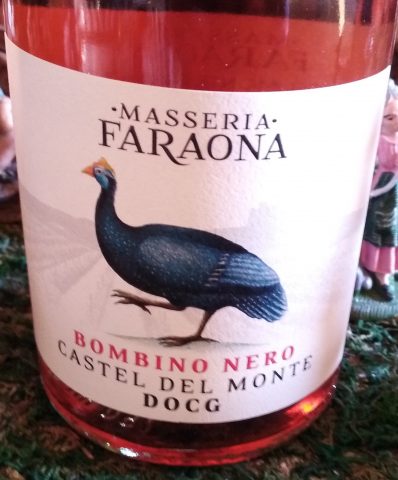 ·MASSERIA·
FARAONA
BOMBINO NERO
CASTEL DEL MONTE
DOCG